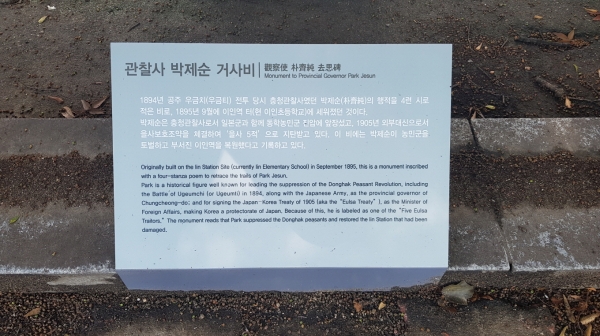 관찰사 박제순 거사비 | 觀察使 朴齊純 去思碑
Monument to Provincial Governor Park Jesun
1894년 공주 우금치(우금티) 전투 당시 충청관찰사였던 박제순(朴齊純)의 행적을 4편 시로
적은 비로, 1895년 9월에 이인역 터(현 이인초등학교)에 세워졌던 것이다.
박제순은 충청관찰사로서 일본군과 함께 동학농민군 진압에 앞장섰고, 1905년 외부대신으로서
을사보호조약을 체결하여 '을사 5적' 으로 지탄받고 있다. 이 비에는 박제순이 농민군을
토벌하고 부서진 이인역을 복원했다고 기록하고 있다.
Originally built on the Iin Station Site (currently Iin Elementary School) in September 1895, this is a monument inscribed
with a four-stanza poem to retrace the traits of Park Jesun.
Park is a historical figure well known for leading the suppression of the Donghak Peasant Revolution, including
the Battle of Ugeumchi (or Ugeumti) in 1894, along with the Japanese Army, as the provincial governor of
Chungcheong-do; and for signing the Japan-Korea Treaty of 1905 (aka the "Eulsa Treaty"), as the Minister of
Foreign Affairs, making Korea a protectorate of Japan. Because of this, he is labeled as one of the "Five Eulsa
Traitors." The monument reads that Park suppressed the Donghak peasants and restored the Iin Station that had been
damaged.